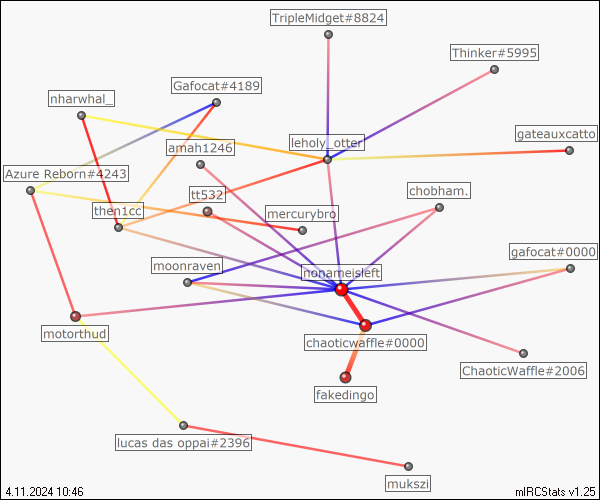 TripleMidget#8824
Thinker#5995
Gafocat#4189
nharwhal_
gateauxcatto
leholy_otter
amah1246
Azure Reborn#4243
chobham.
tt532
then1cc
mercurybro
gafocat#0000
moonraven
nonameisleft
motorthud
chaoticwaffle#0000
ChaoticWaffle#2006
fakedingo
lucas das oppai#2396
mukszi
4.11.2024 10:46
mIRCStats v1.25